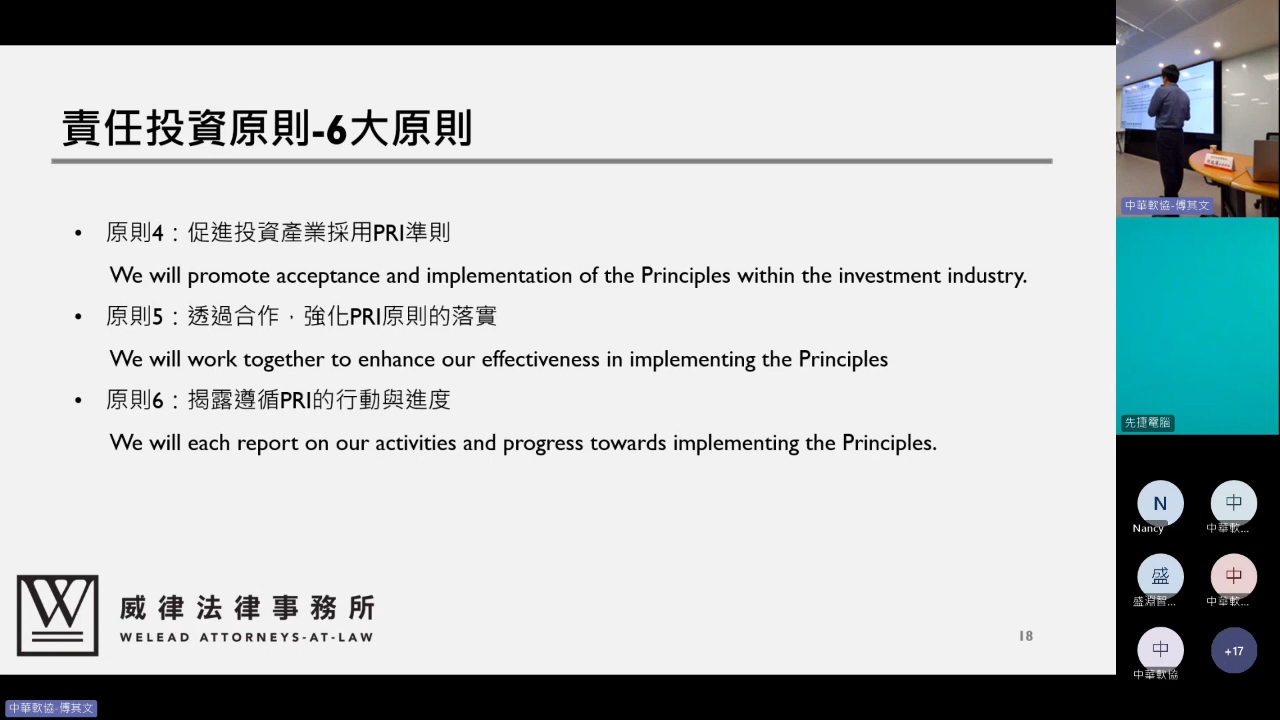 責任投資原則-6大原則
• 原則4：促進投資產業採用PRI準則
We will promote acceptance and implementation of the Principles within the investment industry.
• 原則5：透過合作，強化PRI原則的落實
We will work together to enhance our effectiveness in implementing the Principles
• 原則6：揭露遵循PRI的行動與進度
We will each report on our activities and progress towards implementing the Principles.
W
威律法律事務所
WELEAD ATTORNEYS-AT-LAW
18
中華軟協-傅其文
中華軟協-傅其文
先捷電腦
N
Nancy
中
中華軟...
盛
盛淵智...
中
中華軟...
中
中華軟協
+17